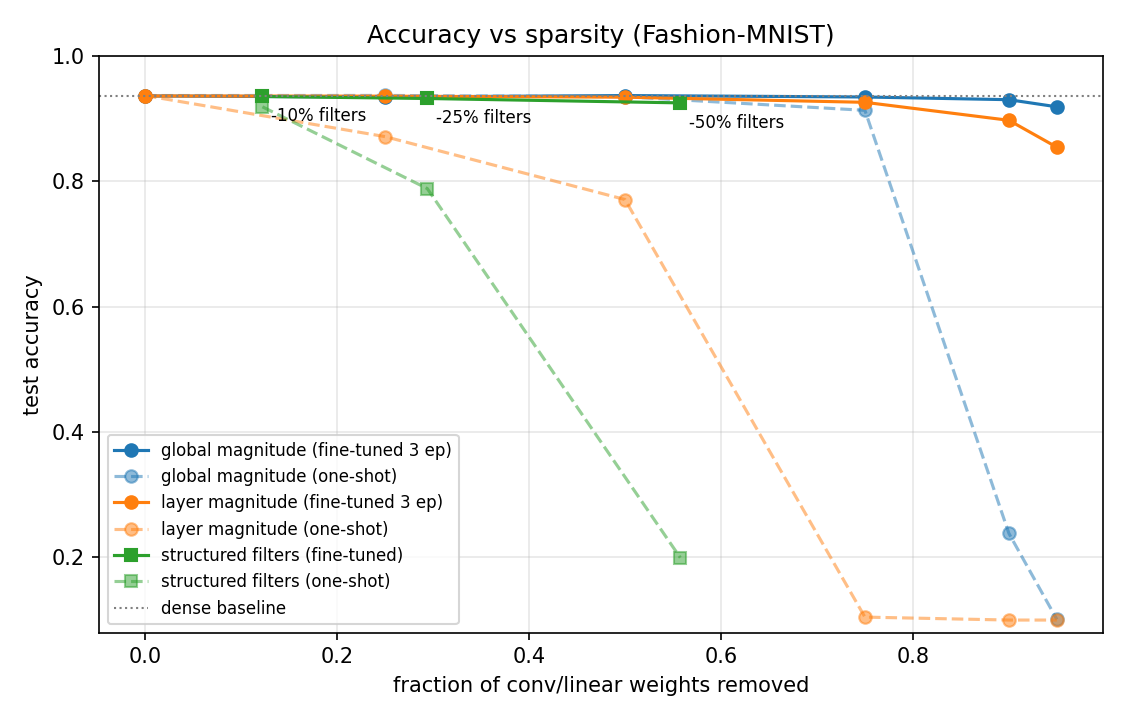 Accuracy vs sparsity (Fashion-MNIST)
1.0
0.8
0.6
0.4
0.2
test accuracy
-10% filters
-25% filters
-50% filters
global magnitude (fine-tuned 3 ep)
global magnitude (one-shot)
layer magnitude (fine-tuned 3 ep)
layer magnitude (one-shot)
structured filters (fine-tuned)
structured filters (one-shot)
dense baseline
0.0
0.2
0.4
0.6
0.8
fraction of conv/linear weights removed